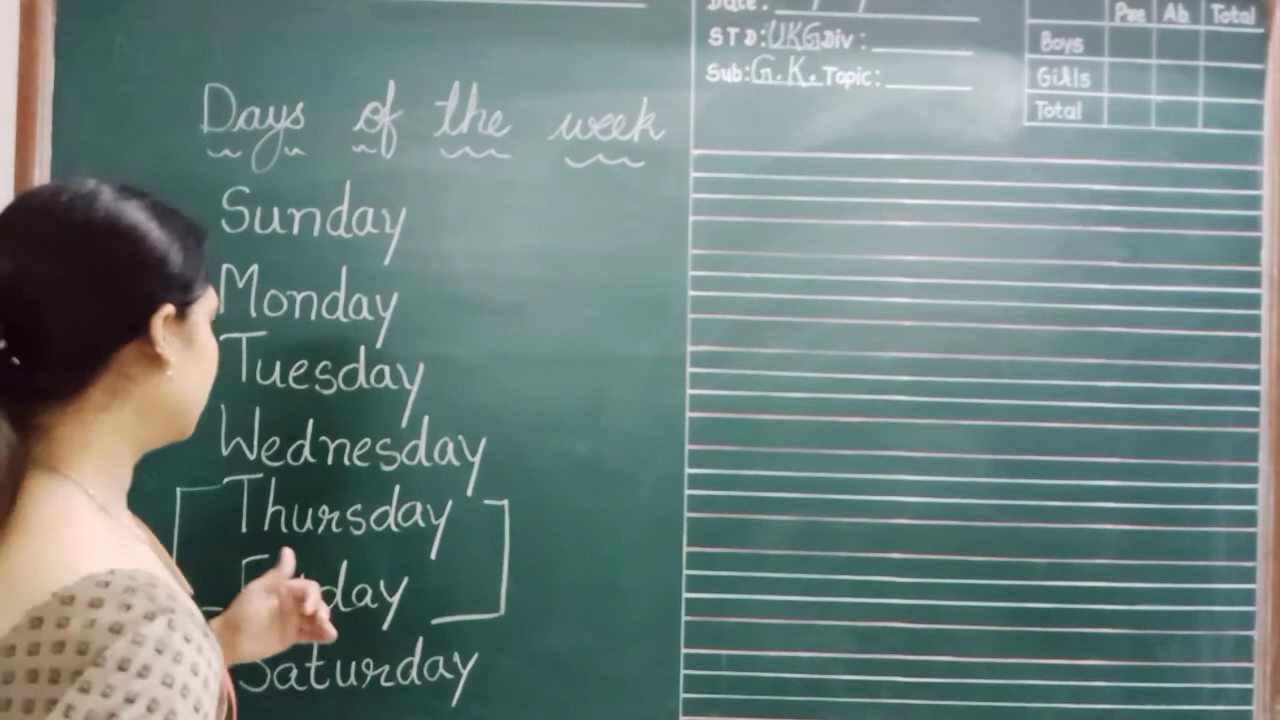 Days of the week
Sunday
Monday
Tuesday
Wednesday
Thursday
Saturday
Date: / /
STD: UKG Div:
Sub: G.K. Topic:
Pre Ab Total
Boys
Girls
Total